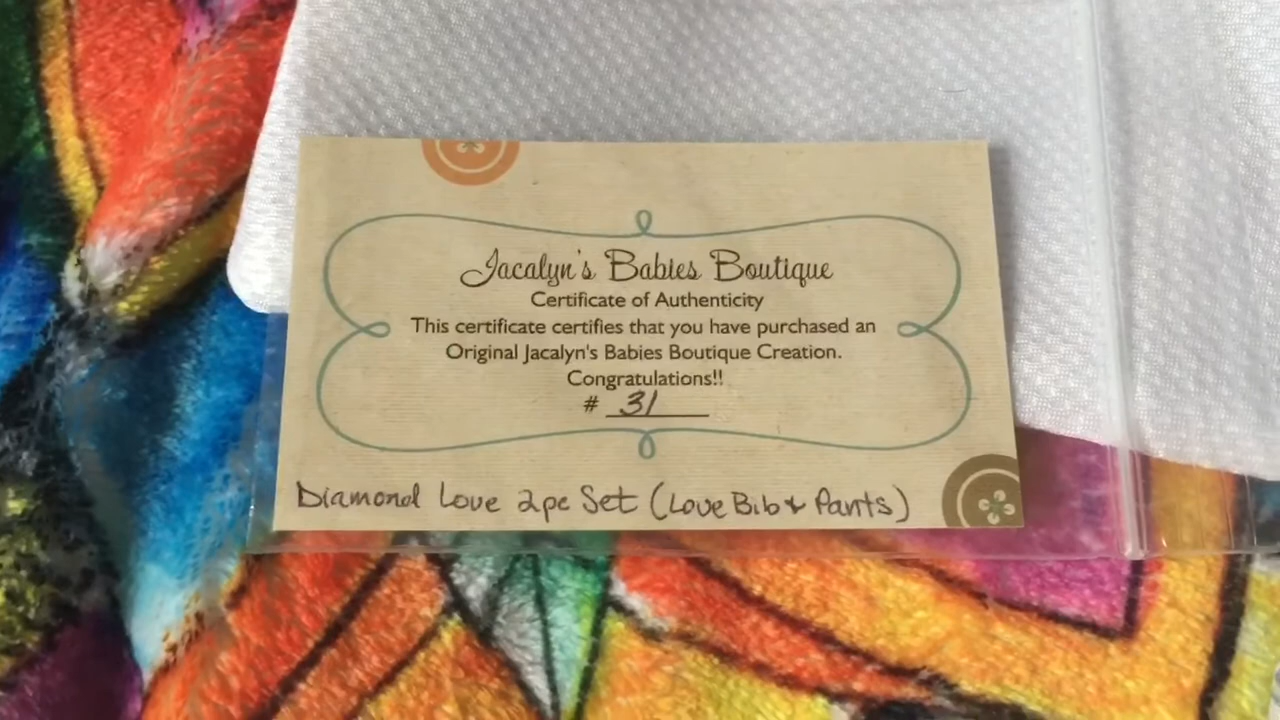 Jacalyn's Babies Boutique
Certificate of Authenticity
This certificate certifies that you have purchased an
Original Jacalyn's Babies Boutique Creation.
Congratulations!!
# 31
Diamond Love 2pc Set (Love Bib & Pants)